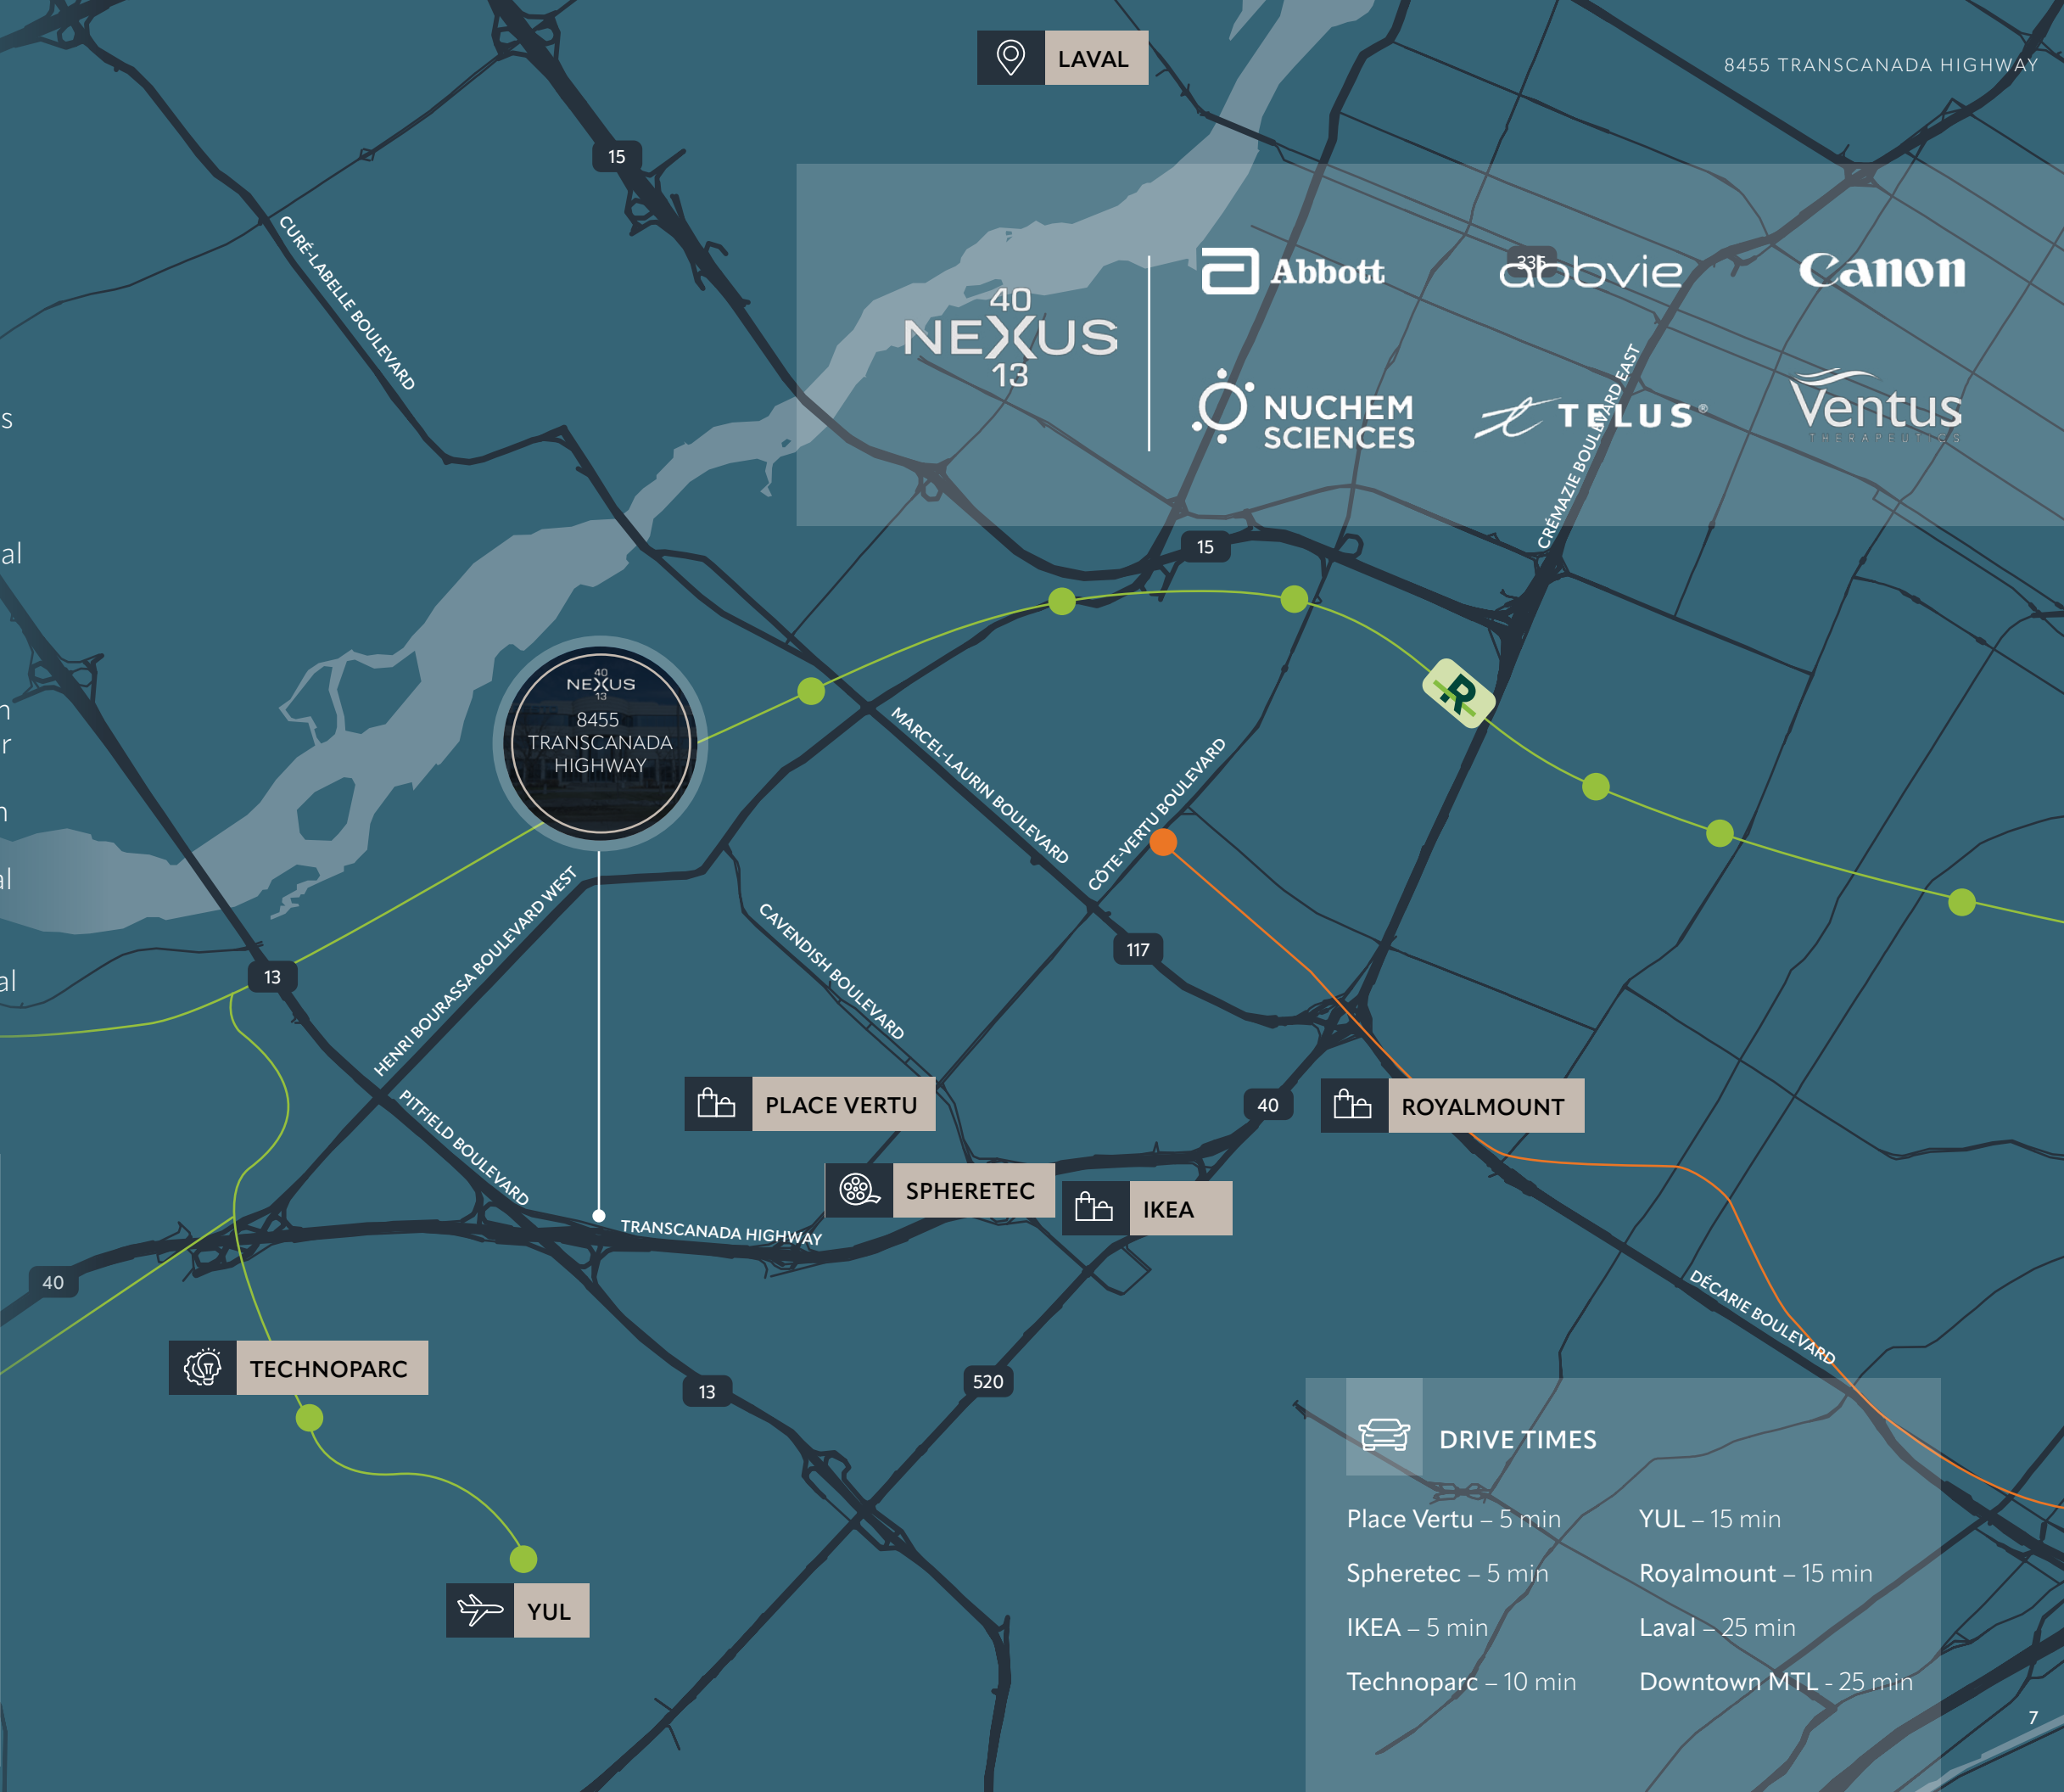 8455 TRANSCANADA HIGHWAY
LAVAL
15
CURÉ-LABELLE BOULEVARD
40
NEXUS
13
Abbott
335
abbvie
Canon
NUCHEM
SCIENCES
TELUS®
Ventus
THERAPEUTICS
CRÉMAZIE BOULEVARD EAST
s
al
n
r
n
al
al
15
R
40
NEXUS
13
8455
TRANSCANADA
HIGHWAY
MARCEL-LAURIN BOULEVARD
CÔTE-VERTU BOULEVARD
HENRI BOURASSA BOULEVARD WEST
CAVENDISH BOULEVARD
117
13
PITFIELD BOULEVARD
PLACE VERTU
40
ROYALMOUNT
SPHERETEC
IKEA
TRANSCANADA HIGHWAY
40
DÉCARIE BOULEVARD
TECHNOPARC
13
520
YUL
DRIVE TIMES
Place Vertu – 5 min
Spheretec – 5 min
IKEA – 5 min
Technoparc – 10 min
YUL – 15 min
Royalmount – 15 min
Laval – 25 min
Downtown MTL - 25 min
7